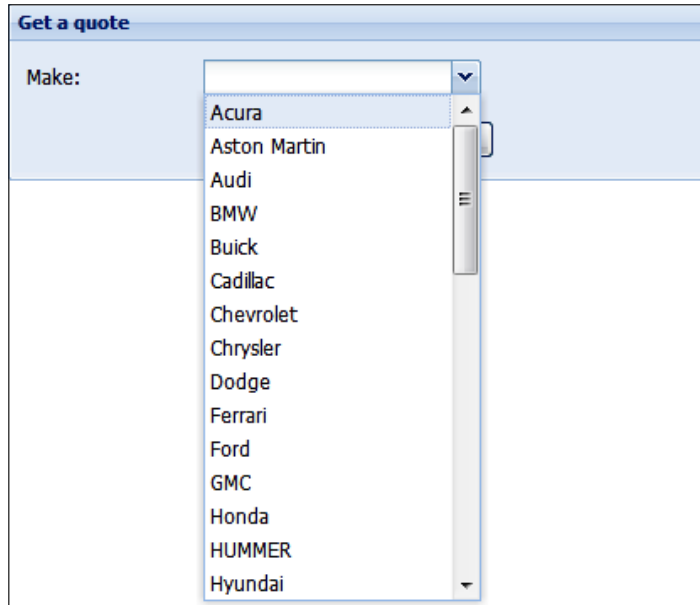 Get a quote
Make:
Acura
Aston Martin
Audi
BMW
Buick
Cadillac
Chevrolet
Chrysler
Dodge
Ferrari
Ford
GMC
Honda
HUMMER
Hyundai